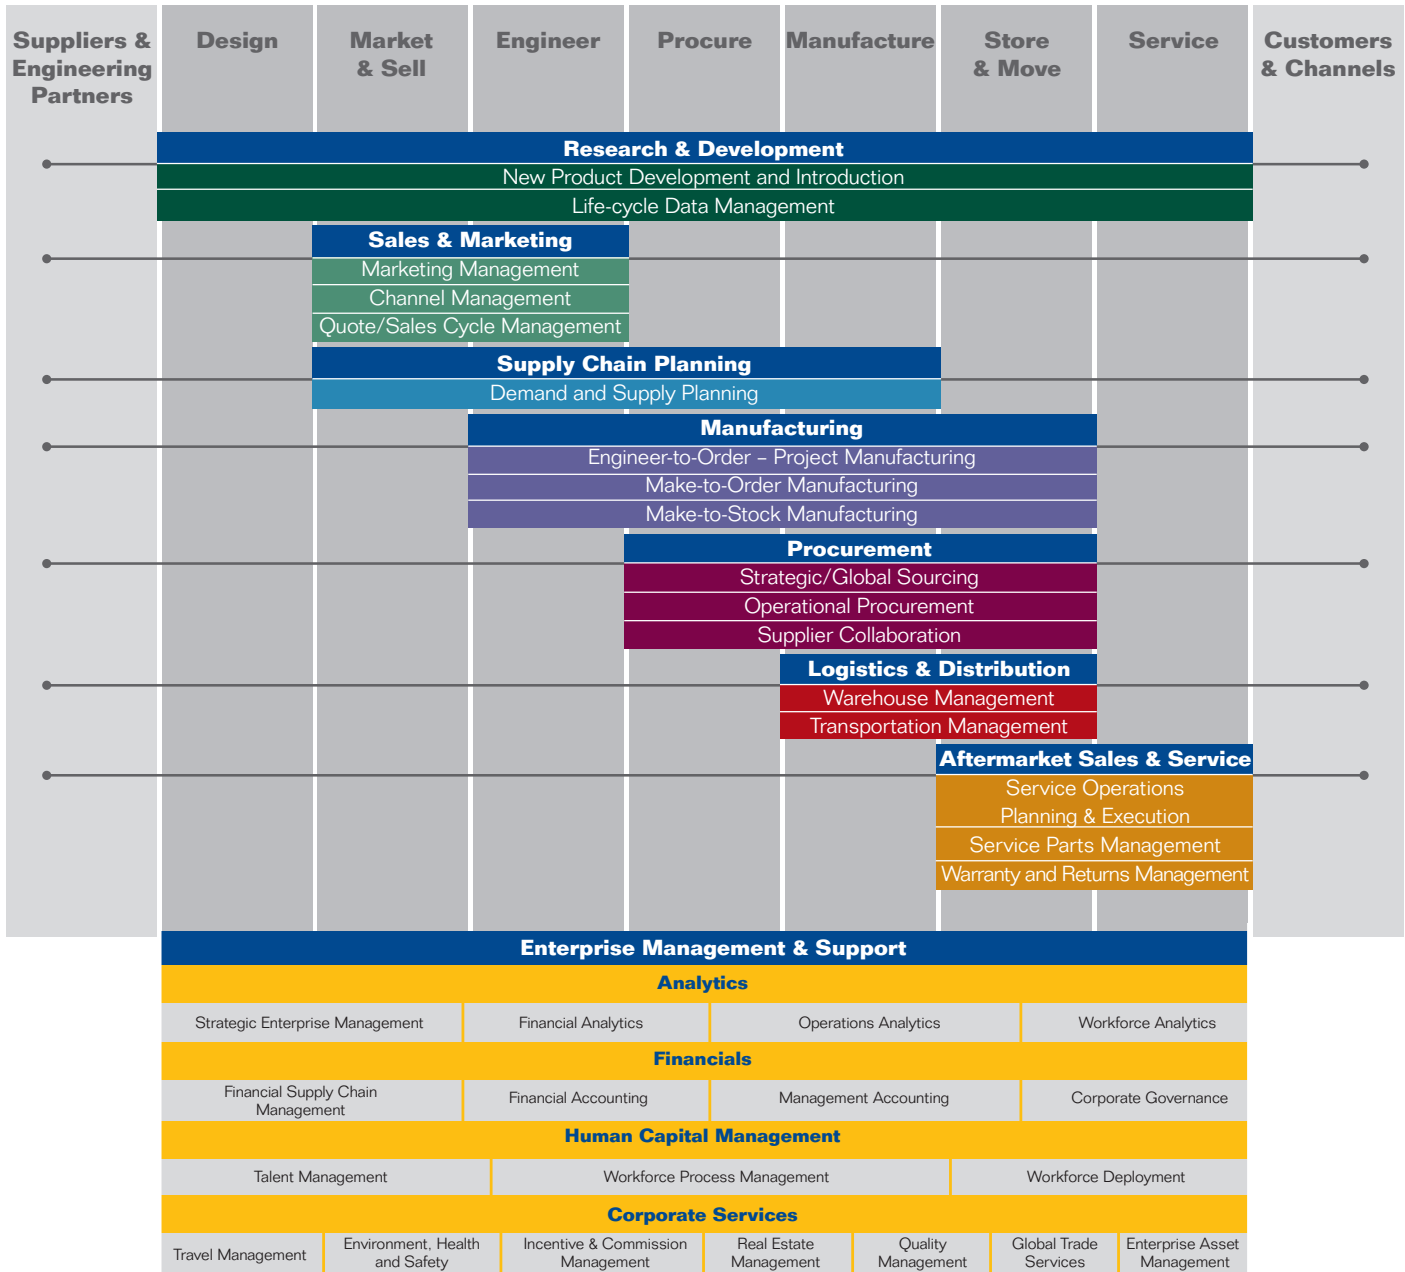 Suppliers &
Engineering
Partners
Design
Market
& Sell
Engineer
Procure
Manufacture
Store
& Move
Service
Customers
& Channels
Research & Development
New Product Development and Introduction
Life-cycle Data Management
Sales & Marketing
Marketing Management
Channel Management
Quote/Sales Cycle Management
Supply Chain Planning
Demand and Supply Planning
Manufacturing
Engineer-to-Order – Project Manufacturing
Make-to-Order Manufacturing
Make-to-Stock Manufacturing
Procurement
Strategic/Global Sourcing
Operational Procurement
Supplier Collaboration
Logistics & Distribution
Warehouse Management
Transportation Management
Aftermarket Sales & Service
Service Operations
Planning & Execution
Service Parts Management
Warranty and Returns Management
Enterprise Management & Support
Analytics
Strategic Enterprise Management
Financial Analytics
Operations Analytics
Workforce Analytics
Financials
Financial Supply Chain
Management
Financial Accounting
Management Accounting
Corporate Governance
Human Capital Management
Talent Management
Workforce Process Management
Workforce Deployment
Corporate Services
Travel Management
Environment, Health
and Safety
Incentive & Commission
Management
Real Estate
Management
Quality
Management
Global Trade
Services
Enterprise Asset
Management